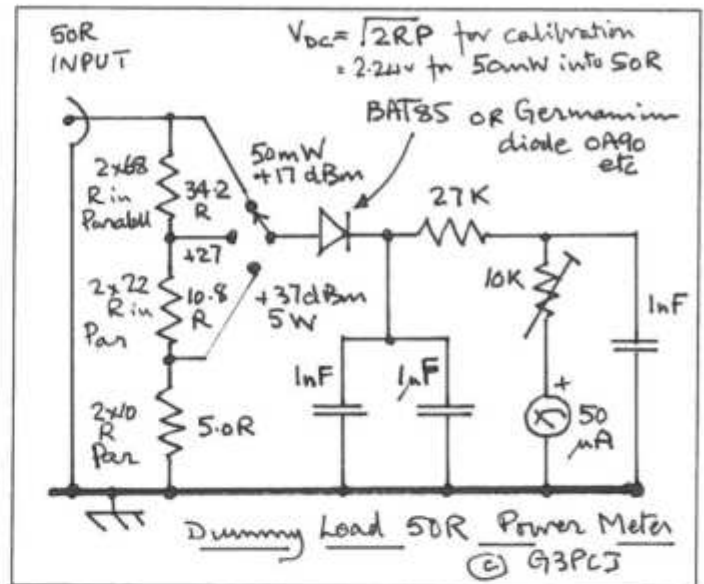 50R
INPUT
VDC = √2RP for calibration
= 2.24v for 50mW into 50R
BAT85 OR Germanium
diode OA90
etc
50mW
+17 dBm
2x68
R in
Parallel
34.2
R
27K
+27
10K
2x22
R in
Par
10.8
R
+37dBm
5W
1nF
1nF
1nF
2x10
R
Par
5.0R
+
50
µA
Dummy Load 50R Power Meter
© G3PCJ